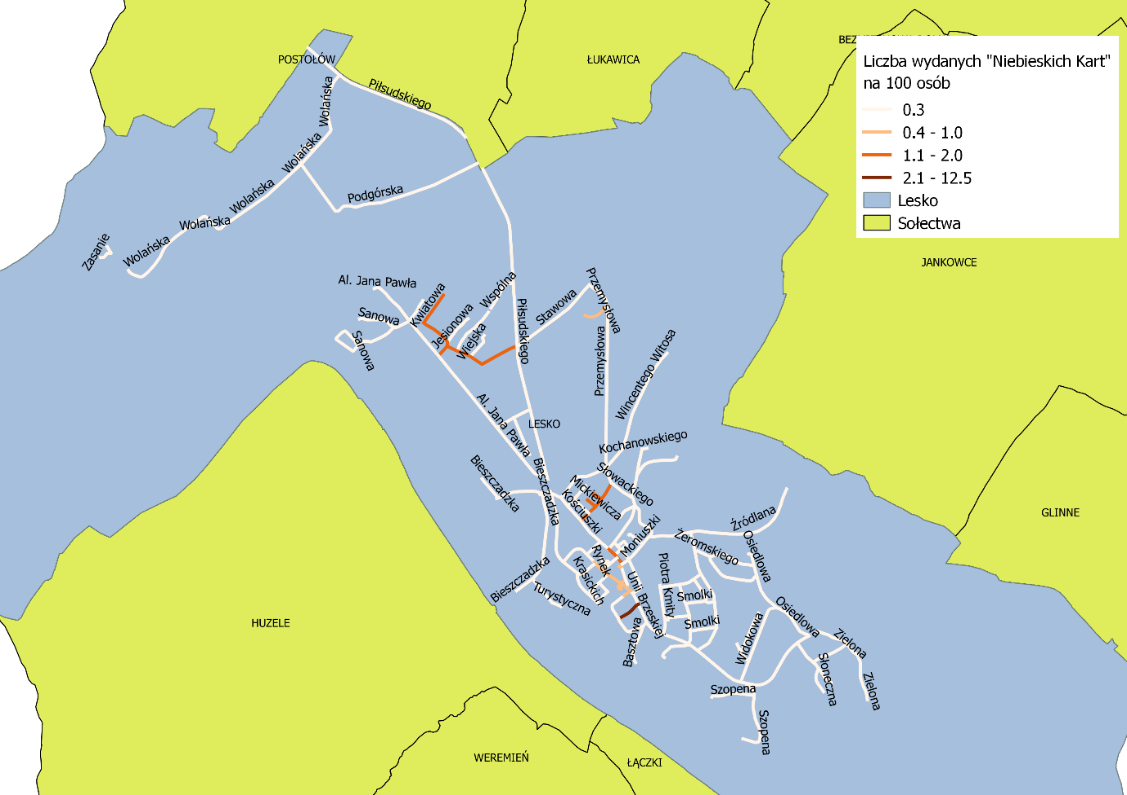 POSTOŁÓW
ŁUKAWICA
Liczba wydanych "Niebieskich Kart"
na 100 osób
0.3
0.4 - 1.0
1.1 - 2.0
2.1 - 12.5
Lesko
Sołectwa
Piłsudskiego
Wolańska
Wolańska
Wolańska
Wolańska
Wolańska
Zasanie
Podgórska
JANKOWCE
Al. Jana Pawła
Kwiatowa
Sanowa
Sanowa
Jesionowa
Wiejska
Wspólna
Piłsudskiego
Stawowa
Przemysłowa
Przemysłowa
Wincentego Witosa
Al. Jana Pawła
LESKO
Kochanowskiego
Bieszczadzka
Bieszczadzka
Słowackiego
Mickiewicza
Kościuszki
Moniuszki
Źródlana
GLINNE
Żeromskiego
Osiedlowa
Rynek
Krasickich
Bieszczadzka
Turystyczna
Unii Brzeskiej
Piotra Kmity
Smolki
Smolki
Basztowa
Osiedlowa
Widokowa
Zielona
Zielona
Słoneczna
Szopena
Szopena
HUZELE
WEREMIEŃ
ŁĄCZKI